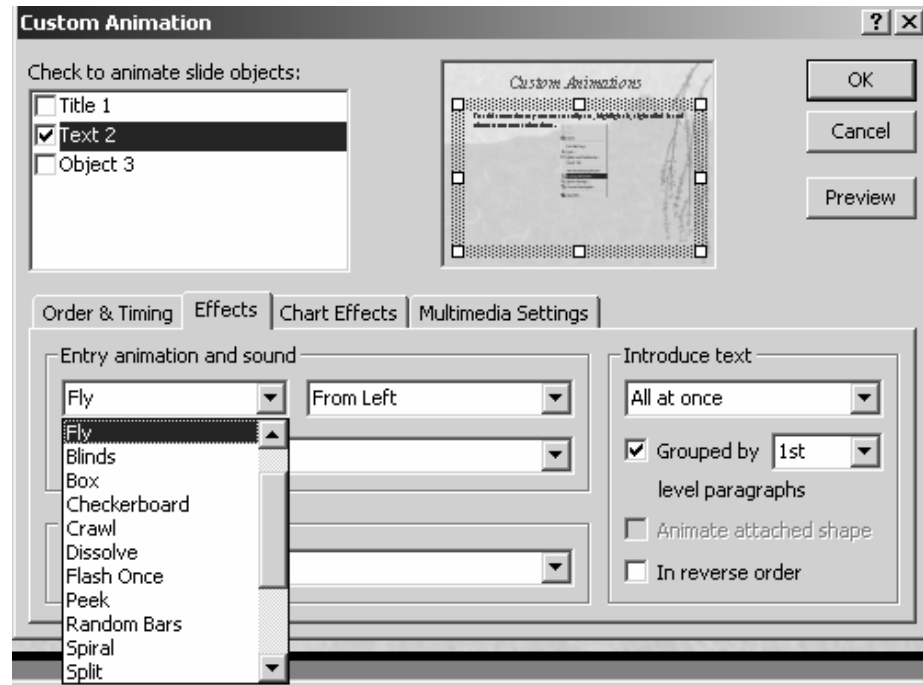 Custom Animation
Check to animate slide objects:
Title 1
Text 2
Object 3
Custom Animations
OK
Cancel
Preview
Order & Timing
Effects
Chart Effects
Multimedia Settings
Entry animation and sound
Fly
From Left
Fly
Blinds
Box
Checkerboard
Crawl
Dissolve
Flash Once
Peek
Random Bars
Spiral
Split
Introduce text
All at once
Grouped by 1st
level paragraphs
Animate attached shape
In reverse order